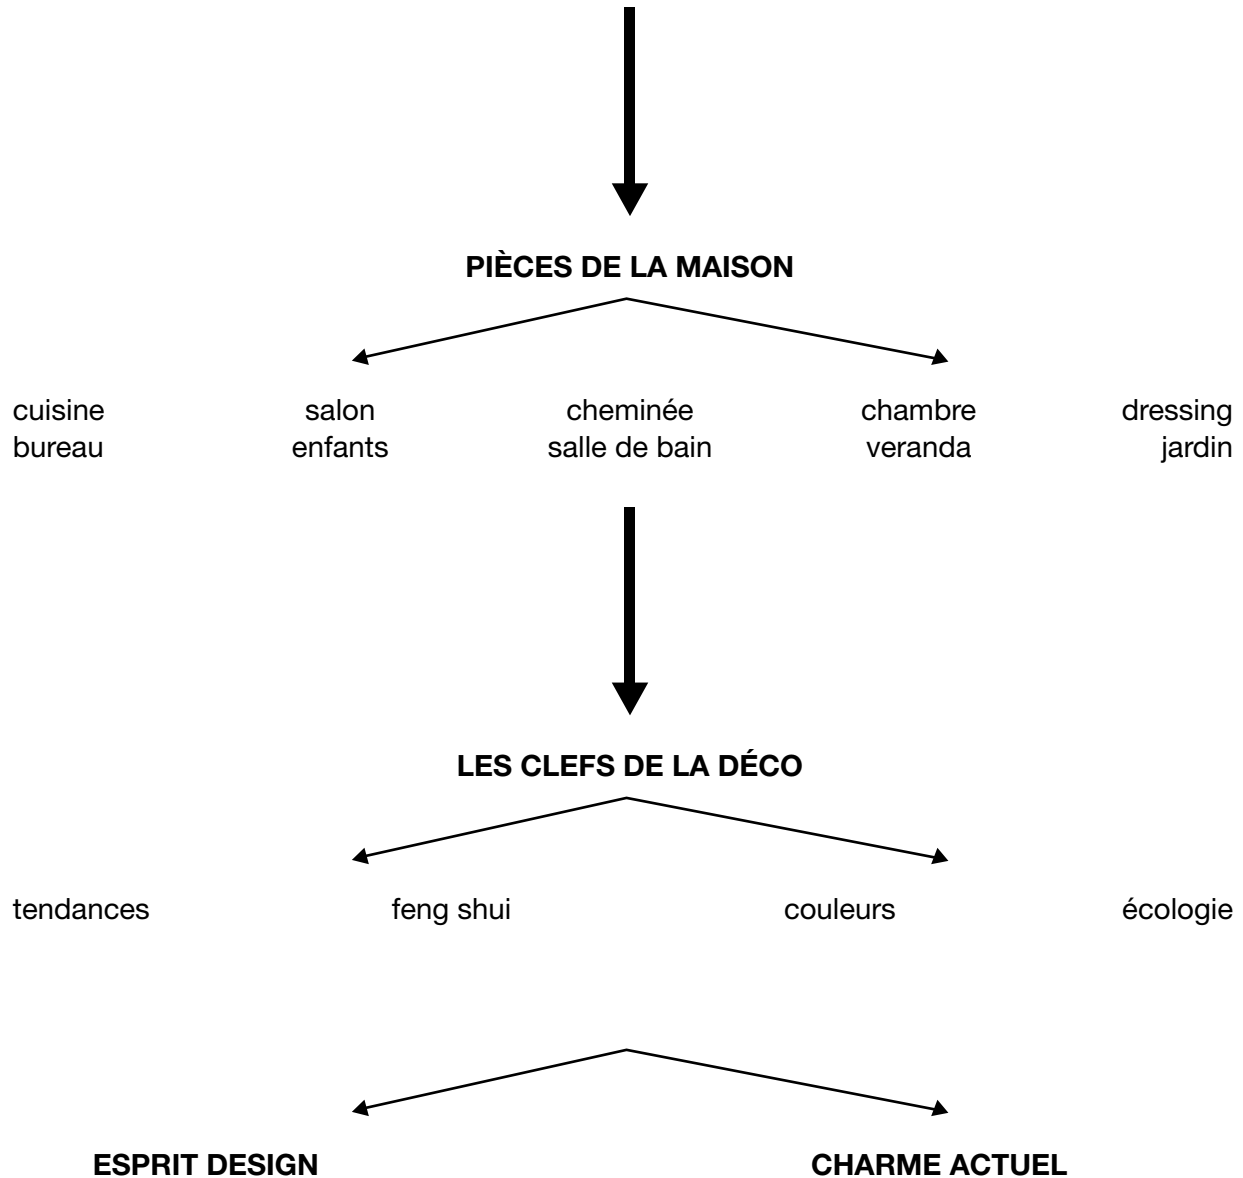 PIÈCES DE LA MAISON
cuisine salon cheminée chambre dressing
bureau enfants salle de bain veranda jardin
LES CLEFS DE LA DÉCO
tendances feng shui couleurs écologie
ESPRIT DESIGN CHARME ACTUEL